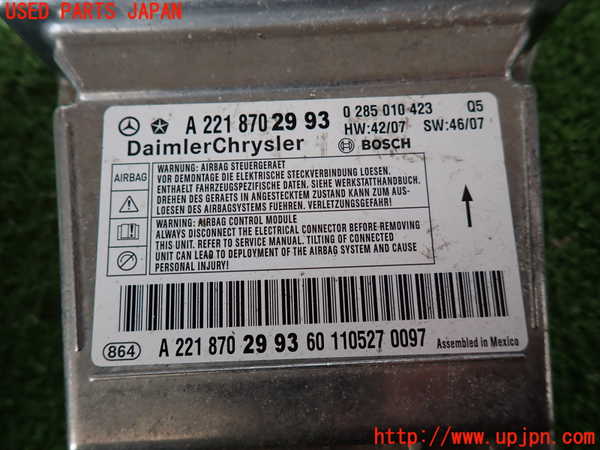 USED PARTS JAPAN
A 221 870 29 93
0 285 010 423 Q5
HW:42/07 SW:46/07
DaimlerChrysler
BOSCH
AIRBAG
WARNUNG: AIRBAG STEUERGERAET
VOR DEMONTAGE DIE ELEKTRISCHE STECKVERBINDUNG LOESEN.
ENTHAELT FAHRZEUGSPEZIFISCHE DATEN. SIEHE WERKSTATTHANDBUCH.
DREHEN DES GERAETS IN ANGESTECKTEM ZUSTAND KANN ZUM AUS-
LOESEN DES AIRBAGSYSTEMS FUEHREN. VERLETZUNGSGEFAHR!
WARNING: AIRBAG CONTROL MODULE
ALWAYS DISCONNECT THE ELECTRICAL CONNECTOR BEFORE REMOVING
THIS UNIT. REFER TO SERVICE MANUAL. TILTING OF CONNECTED
UNIT CAN LEAD TO DEPLOYMENT OF THE AIRBAG SYSTEM AND CAUSE
PERSONAL INJURY!
864
A 221 870 29 93 60 110527 0097
Assembled in Mexico
http://www.upjpn.com/